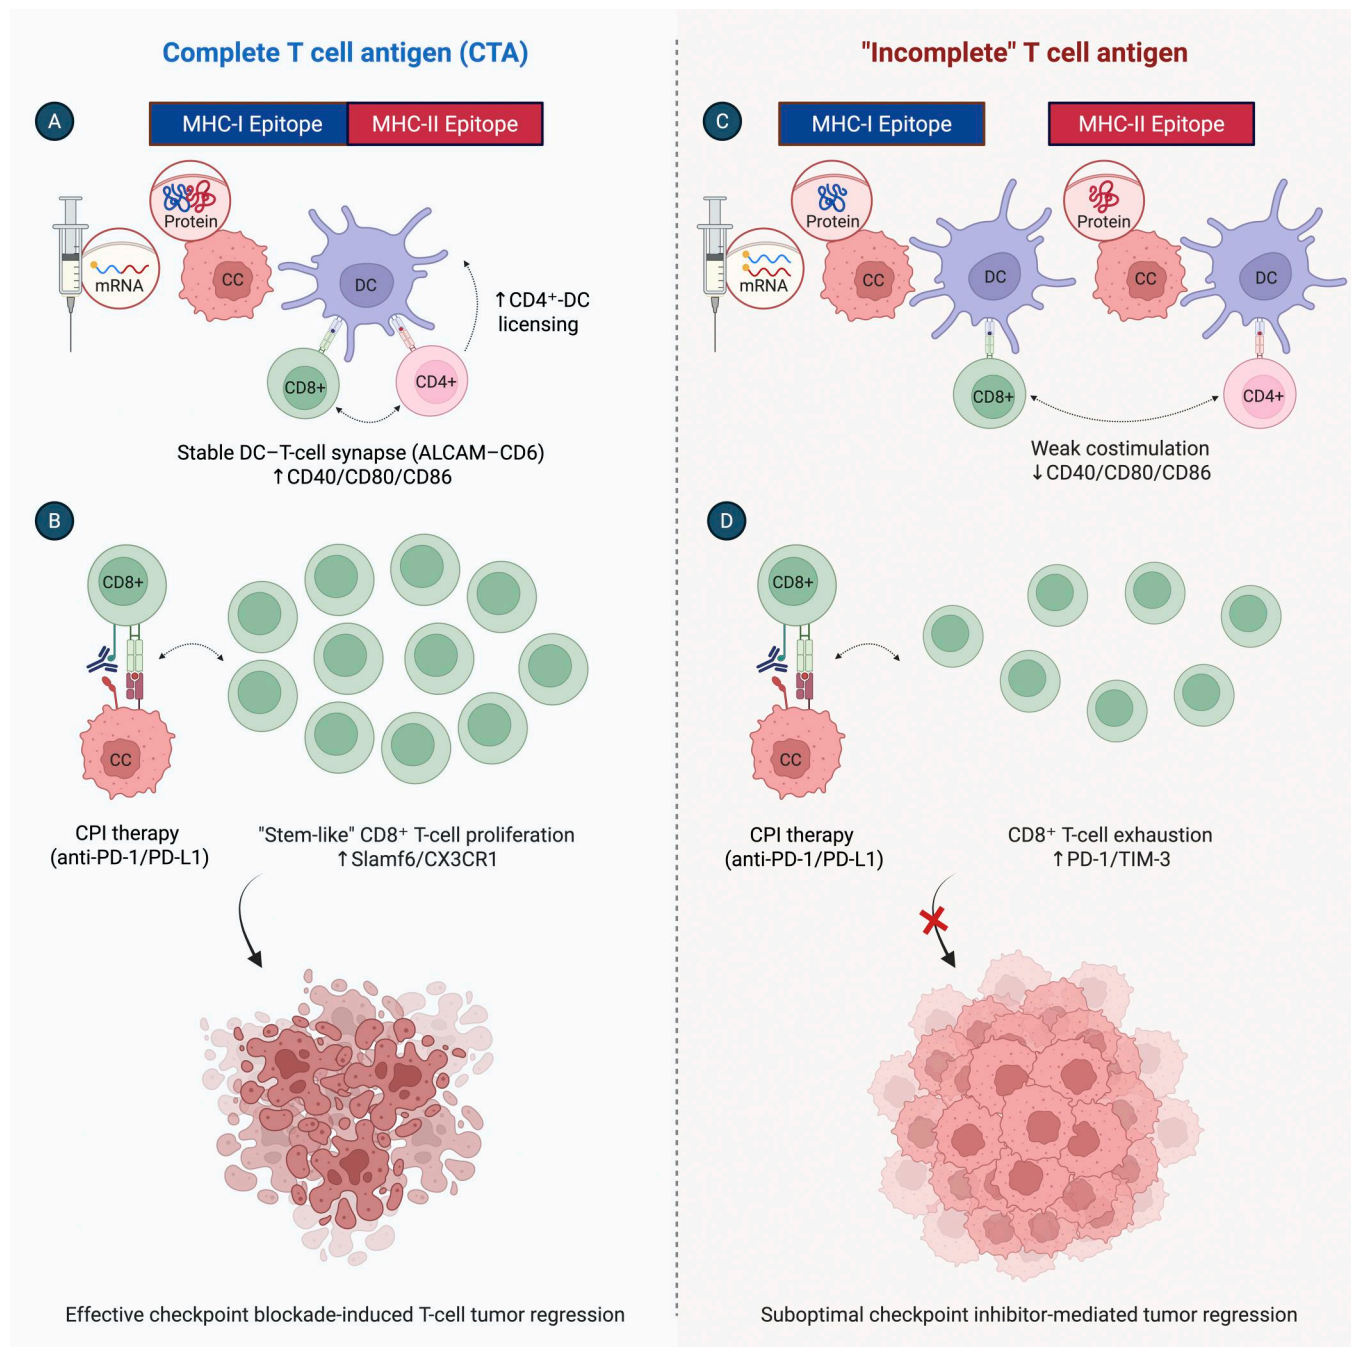 Complete T cell antigen (CTA)
A
MHC-I Epitope
MHC-II Epitope
Protein
mRNA
CC
DC
↑CD4⁺-DC
licensing
CD8+
CD4+
Stable DC–T-cell synapse (ALCAM–CD6)
↑CD40/CD80/CD86
B
CD8+
CC
CPI therapy
(anti-PD-1/PD-L1)
"Stem-like" CD8⁺ T-cell proliferation
↑Slamf6/CX3CR1
Effective checkpoint blockade-induced T-cell tumor regression
"Incomplete" T cell antigen
C
MHC-I Epitope
MHC-II Epitope
Protein
mRNA
CC
DC
Protein
CC
DC
CD8+
CD4+
Weak costimulation
↓CD40/CD80/CD86
D
CD8+
CC
CPI therapy
(anti-PD-1/PD-L1)
CD8⁺ T-cell exhaustion
↑PD-1/TIM-3
Suboptimal checkpoint inhibitor-mediated tumor regression